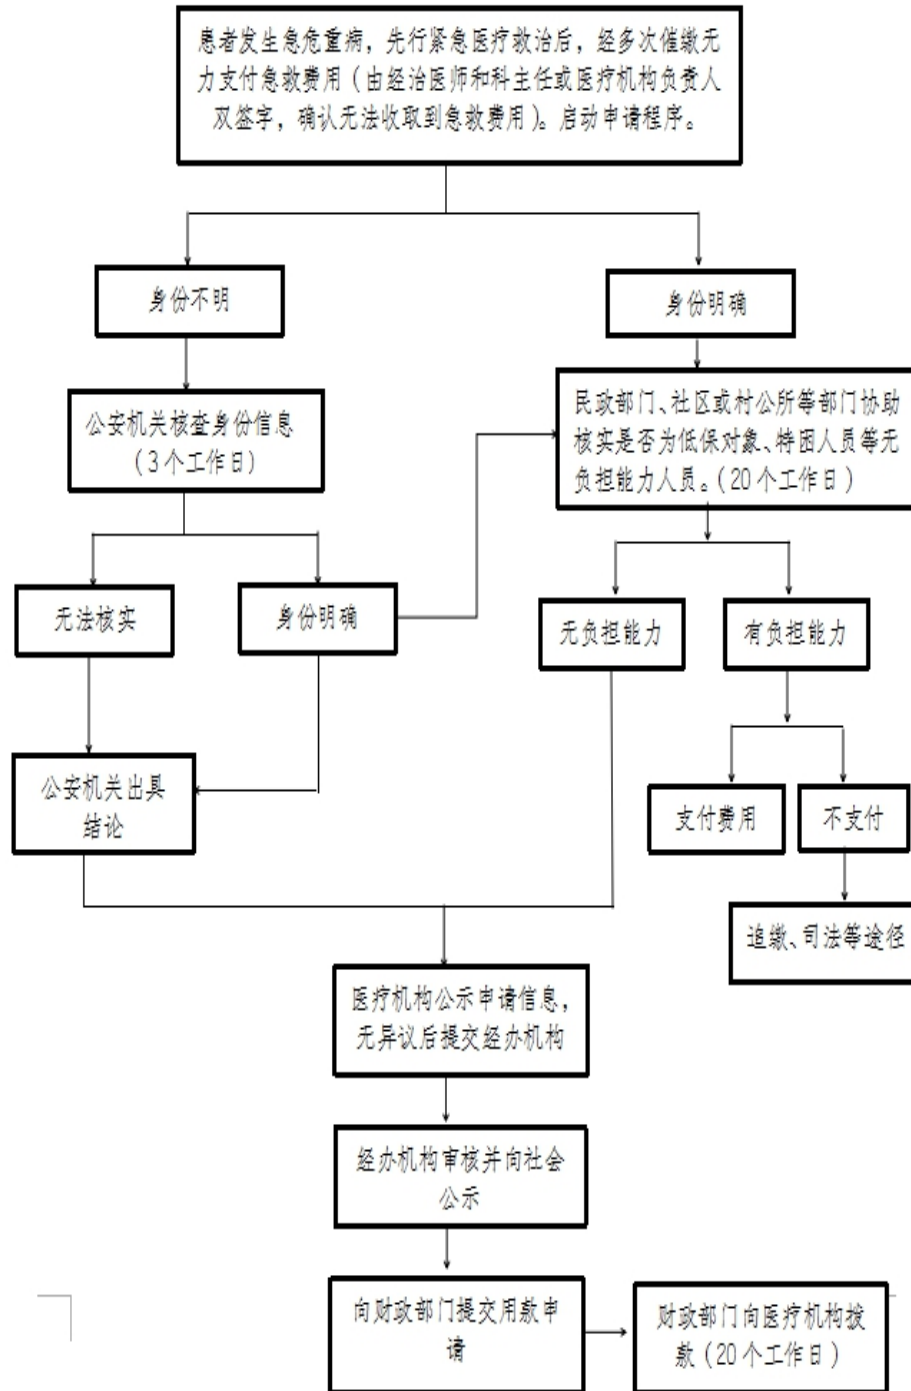 患者发生急危重病，先行紧急医疗救治后，经多次催缴无
力支付急救费用（由经治医师和科主任或医疗机构负责人
双签字，确认无法收取到急救费用）。启动申请程序。
身份不明
身份明确
公安机关核查身份信息
（3个工作日）
民政部门、社区或村公所等部门协助
核实是否为低保对象、特困人员等无
负担能力人员。（20个工作日）
无法核实
身份明确
无负担能力
有负担能力
公安机关出具
结论
支付费用
不支付
追缴、司法等途径
医疗机构公示申请信息，
无异议后提交经办机构
经办机构审核并向社会
公示
向财政部门提交用款申
请
财政部门向医疗机构拨
款（20个工作日）